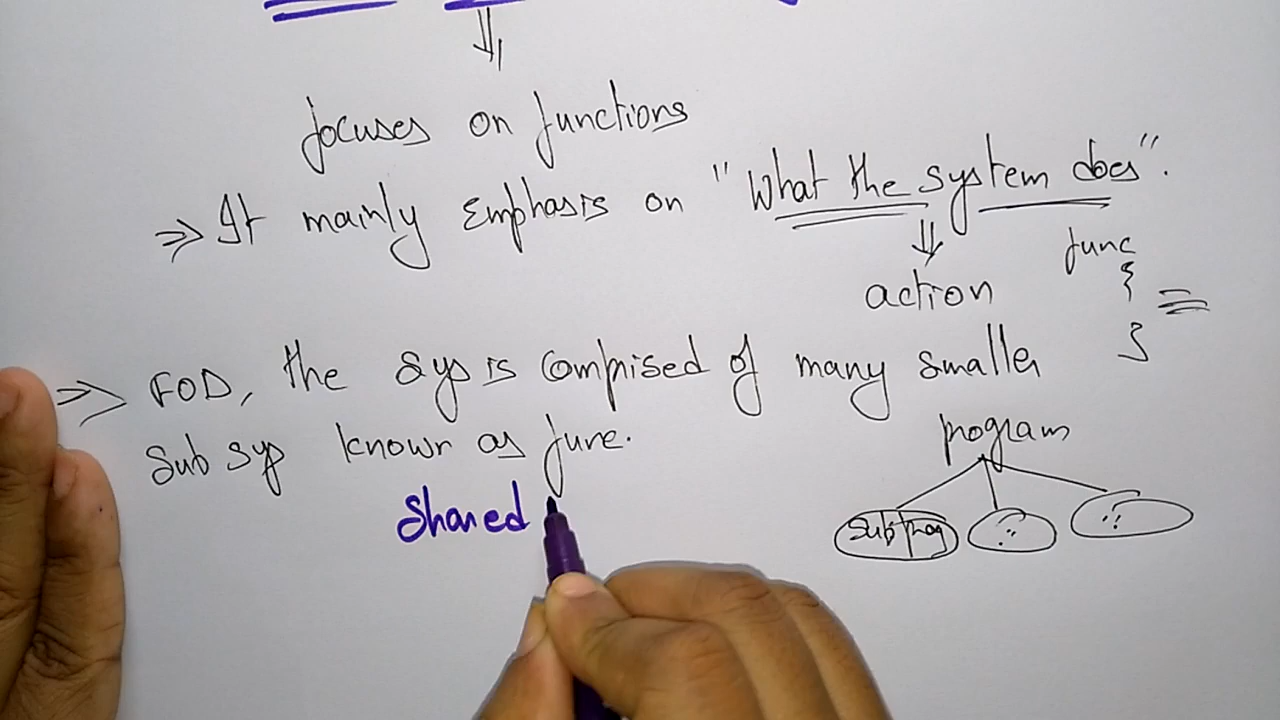 focuses on functions
=> It mainly Emphasis on "What the system does".
action
func
{
}
=> FOD, the sys is Comprised of many smaller
Sub sys known as func.
program
Sub prog
Shared